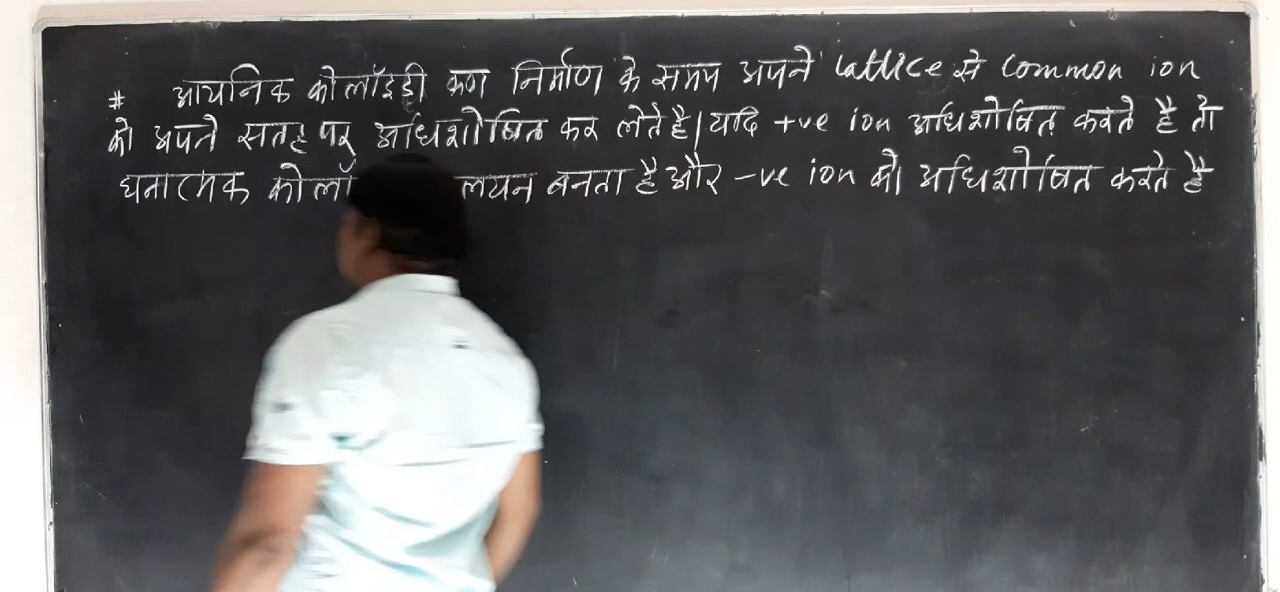 # आयनिक कोलॉइडी कण निर्माण के समय अपने lattice से common ion
को अपने सतह पर अधिशोषित कर लेते है। यदि +ve ion अधिशोषित करते है तो
घनात्मक कोलॉ लयन बनता है और -ve ion को अधिशोषित करते है